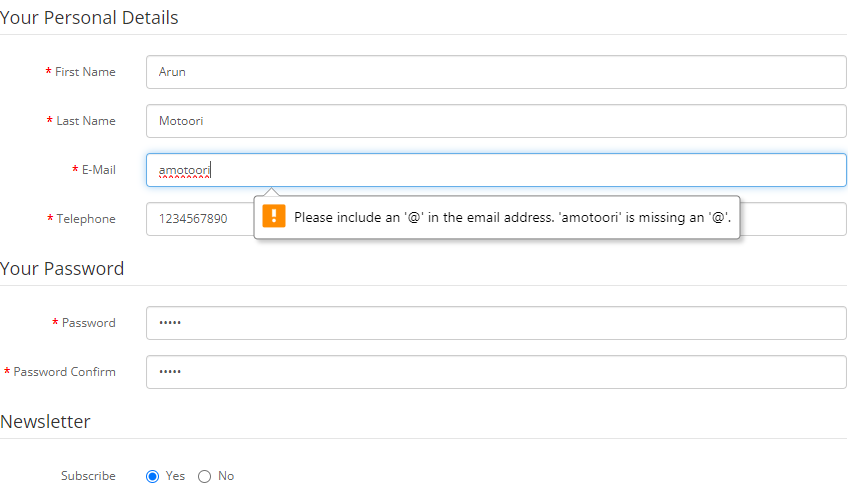 Your Personal Details
* First Name Arun
* Last Name Motoori
* E-Mail amotoori
* Telephone 1234567890
! Please include an '@' in the email address. 'amotoori' is missing an '@'.
Your Password
* Password •••••
* Password Confirm •••••
Newsletter
Subscribe Yes No